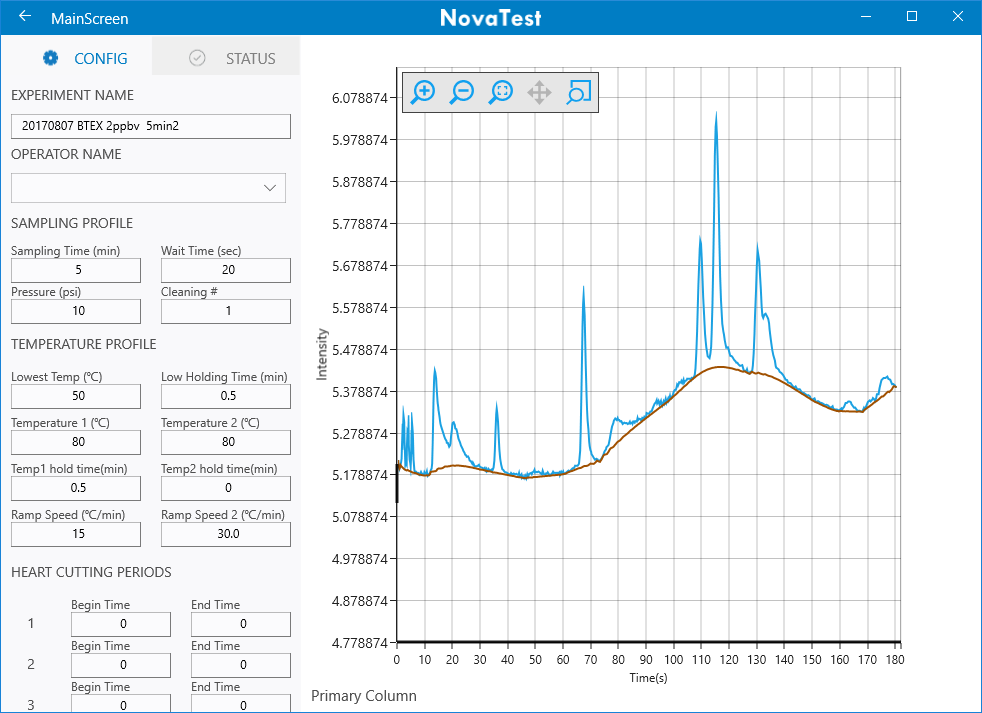 MainScreen
NovaTest
CONFIG
STATUS
EXPERIMENT NAME
20170807 BTEX 2ppbv  5min2
OPERATOR NAME
SAMPLING PROFILE
Sampling Time (min) Wait Time (sec)
5 20
Pressure (psi) Cleaning #
10 1
TEMPERATURE PROFILE
Lowest Temp (℃) Low Holding Time (min)
50 0.5
Temperature 1 (℃) Temperature 2 (℃)
80 80
Temp1 hold time(min) Temp2 hold time(min)
0.5 0
Ramp Speed (℃/min) Ramp Speed 2 (℃/min)
15 30.0
HEART CUTTING PERIODS
Begin Time End Time
1 0 0
Begin Time End Time
2 0 0
Begin Time End Time
3 0 0
6.078874
5.978874
5.878874
5.778874
5.678874
5.578874
5.478874
5.378874
5.278874
5.178874
5.078874
4.978874
4.878874
4.778874
Intensity
0 10 20 30 40 50 60 70 80 90 100 110 120 130 140 150 160 170 180
Time(s)
Primary Column